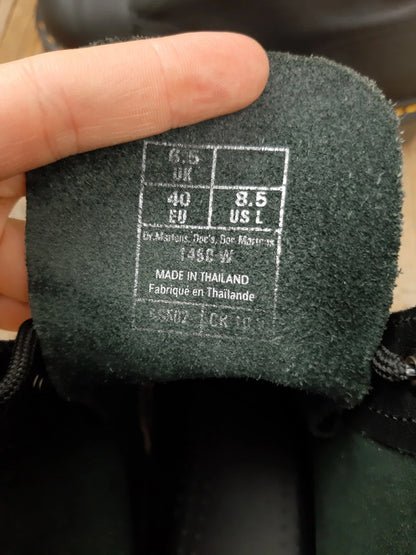 6.5
UK
40 8.5
EU US L
Dr.Martens, Doc's, Doc Martens
1460 W
MADE IN THAILAND
Fabriqué en Thaïlande